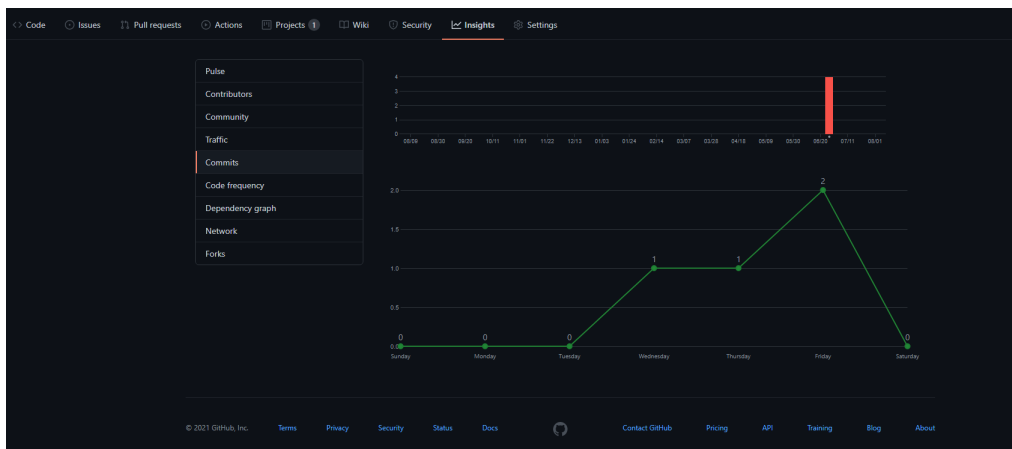 Code Issues Pull requests Actions Projects 1 Wiki Security Insights Settings
Pulse
Contributors
Community
Traffic
Commits
Code frequency
Dependency graph
Network
Forks
4
3
2
1
0
08/09 08/30 09/20 10/11 11/01 11/22 12/13 01/03 01/24 02/14 03/07 03/28 04/18 05/09 05/30 06/20 07/11 08/01
2.0
1.5
1.0
0.5
0.0
0 0 0 1 1 2 0
Sunday Monday Tuesday Wednesday Thursday Friday Saturday
© 2021 GitHub, Inc. Terms Privacy Security Status Docs Contact GitHub Pricing API Training Blog About